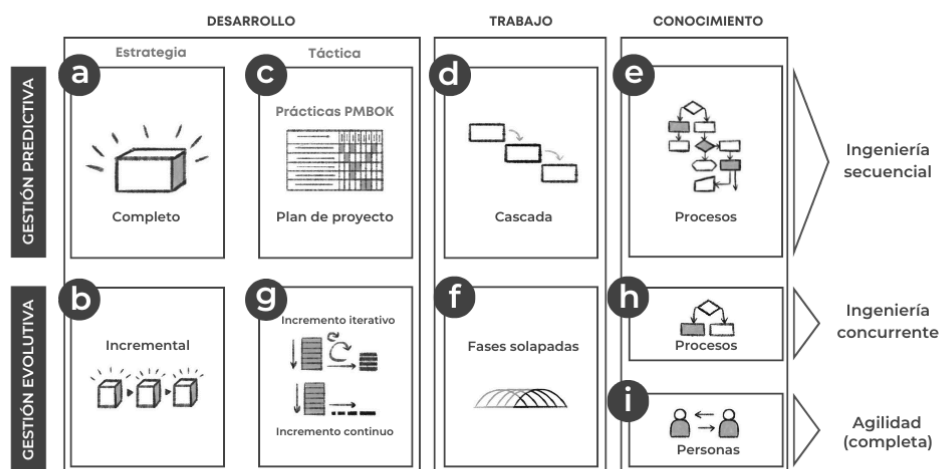 DESARROLLO
TRABAJO
CONOCIMIENTO
Estrategia
Táctica
GESTIÓN PREDICTIVA
a
Completo
c
Prácticas PMBOK
Plan de proyecto
d
Cascada
e
Procesos
Ingeniería
secuencial
GESTIÓN EVOLUTIVA
b
Incremental
g
Incremento iterativo
Incremento continuo
f
Fases solapadas
h
Procesos
Ingeniería
concurrente
i
Personas
Agilidad
(completa)